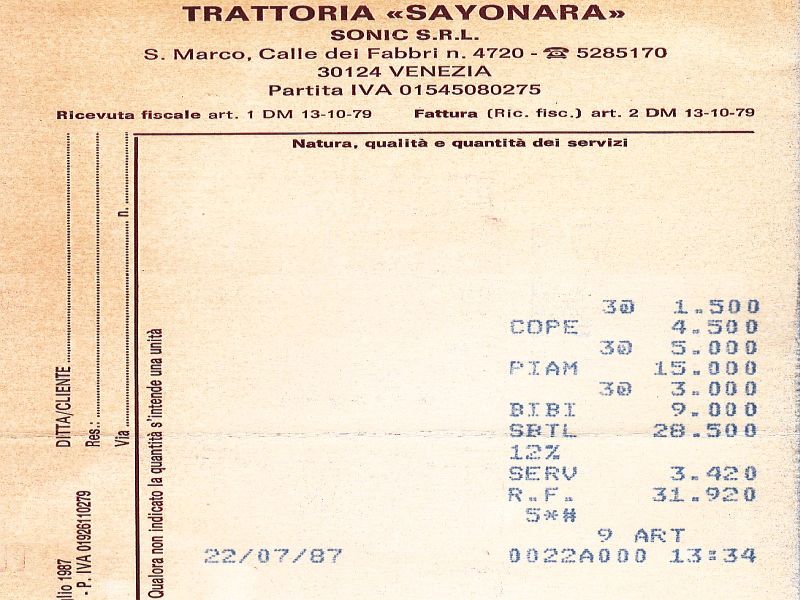 TRATTORIA «SAYONARA»
SONIC S.R.L.
S. Marco, Calle dei Fabbri n. 4720 - ☎ 5285170
30124 VENEZIA
Partita IVA 01545080275
Ricevuta fiscale art. 1 DM 13-10-79 Fattura (Ric. fisc.) art. 2 DM 13-10-79
Natura, qualità e quantità dei servizi
DITTA/CLIENTE
Res.:
Via n.
Qualora non indicato la quantità s'intende una unità
1987
- P. IVA 01926110279
30 1.500
COPE 4.500
30 5.000
PIAM 15.000
30 3.000
BIBI 9.000
SBTL 28.500
12%
SERV 3.420
R.F. 31.920
5*#
9 ART
22/07/87 0022A000 13:34